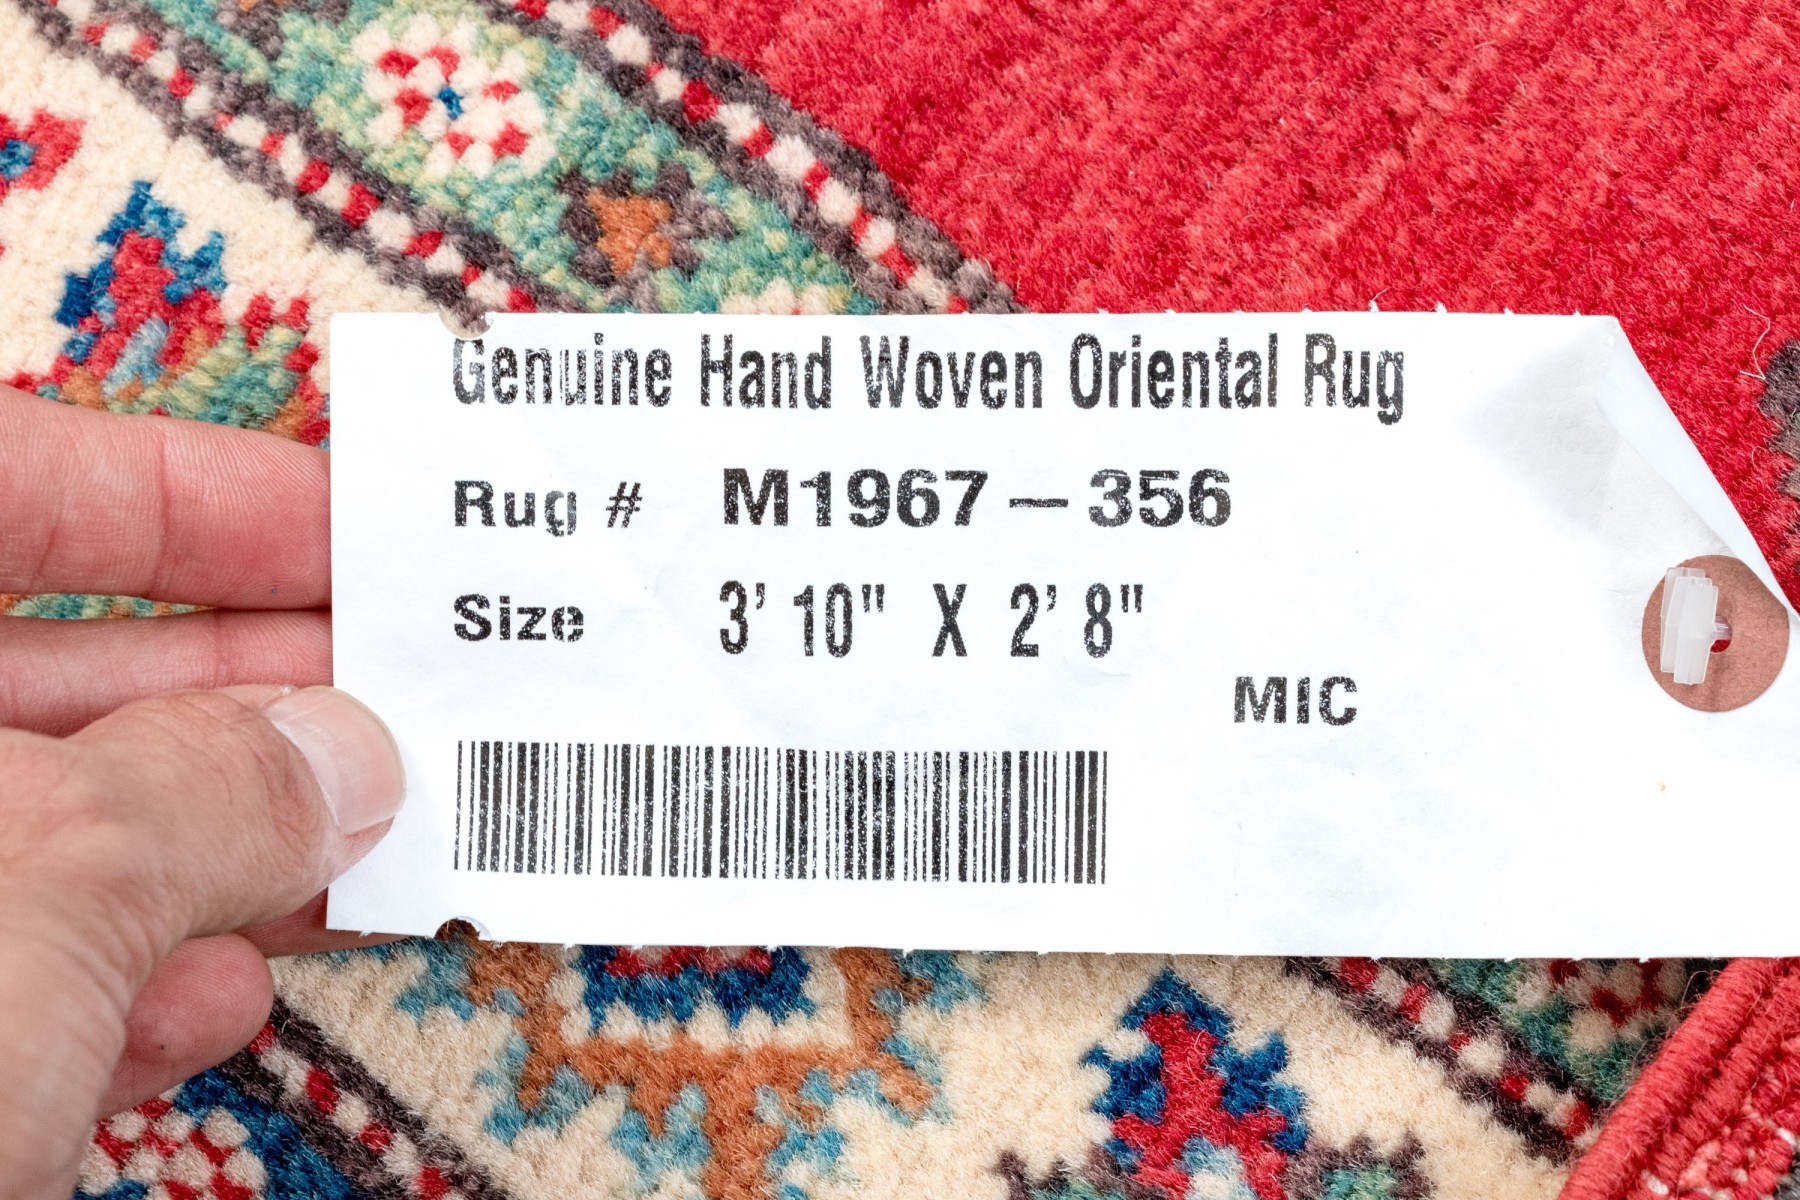 Genuine Hand Woven Oriental Rug
Rug # M1967-356
Size 3' 10" X 2' 8"
MIC